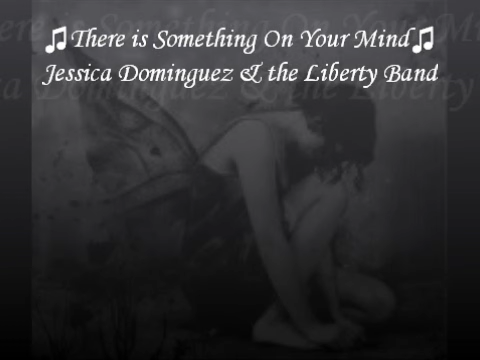 ♫There is Something On Your Mind♫
Jessica Dominguez & the Liberty Band